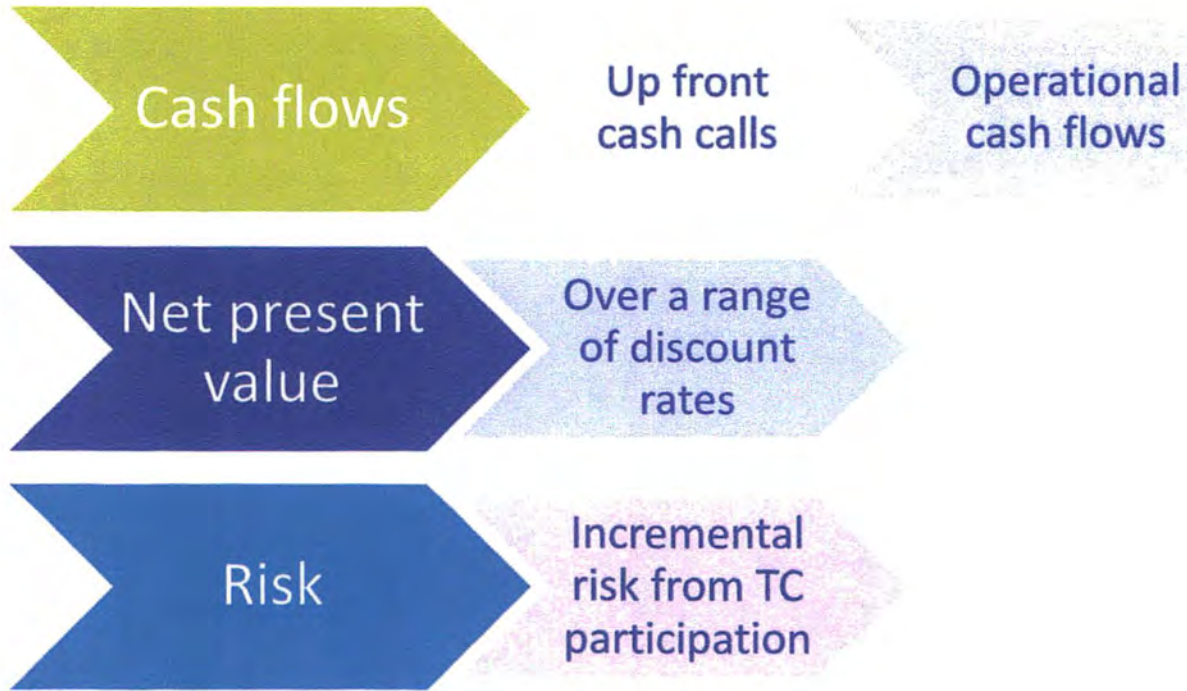 Cash flows
Up front
cash calls
Operational
cash flows
Net present
value
Over a range
of discount
rates
Risk
Incremental
risk from TC
participation